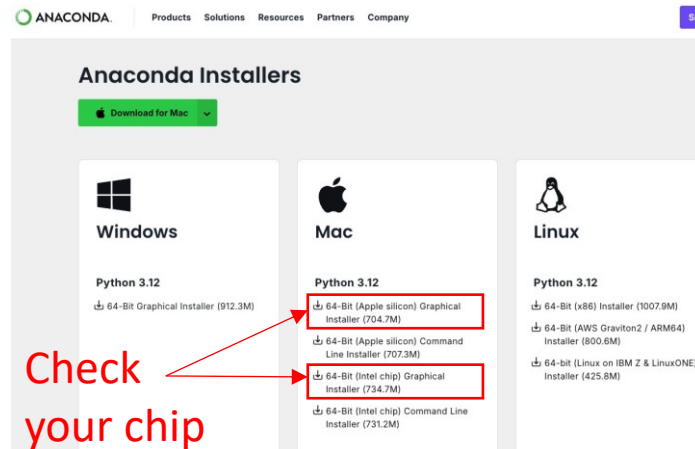 ANACONDA. Products Solutions Resources Partners Company
Anaconda Installers
Download for Mac
Windows
Python 3.12
64-Bit Graphical Installer (912.3M)
Mac
Python 3.12
64-Bit (Apple silicon) Graphical
Installer (704.7M)
64-Bit (Apple silicon) Command
Line Installer (707.3M)
64-Bit (Intel chip) Graphical
Installer (734.7M)
64-Bit (Intel chip) Command Line
Installer (731.2M)
Linux
Python 3.12
64-Bit (x86) Installer (1007.9M)
64-Bit (AWS Graviton2 / ARM64)
Installer (800.6M)
64-bit (Linux on IBM Z & LinuxONE)
Installer (425.8M)
Check
your chip